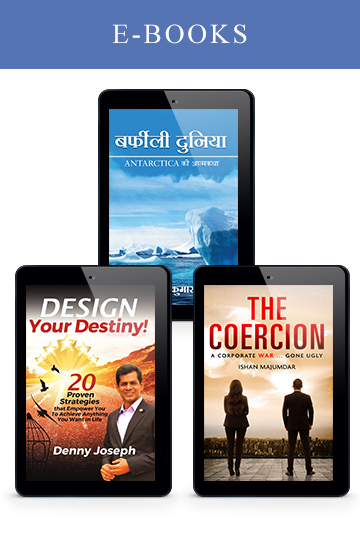 E-BOOKS
बर्फीली दुनिया
ANTARCTICA की आत्मकथा
कुमार
DESIGN
Your Destiny!
20
Proven
Strategies
that Empower You
To Achieve Anything
You Want in Life
Denny Joseph
THE
COERCION
A CORPORATE WAR ... GONE UGLY
ISHAN MAJUMDAR